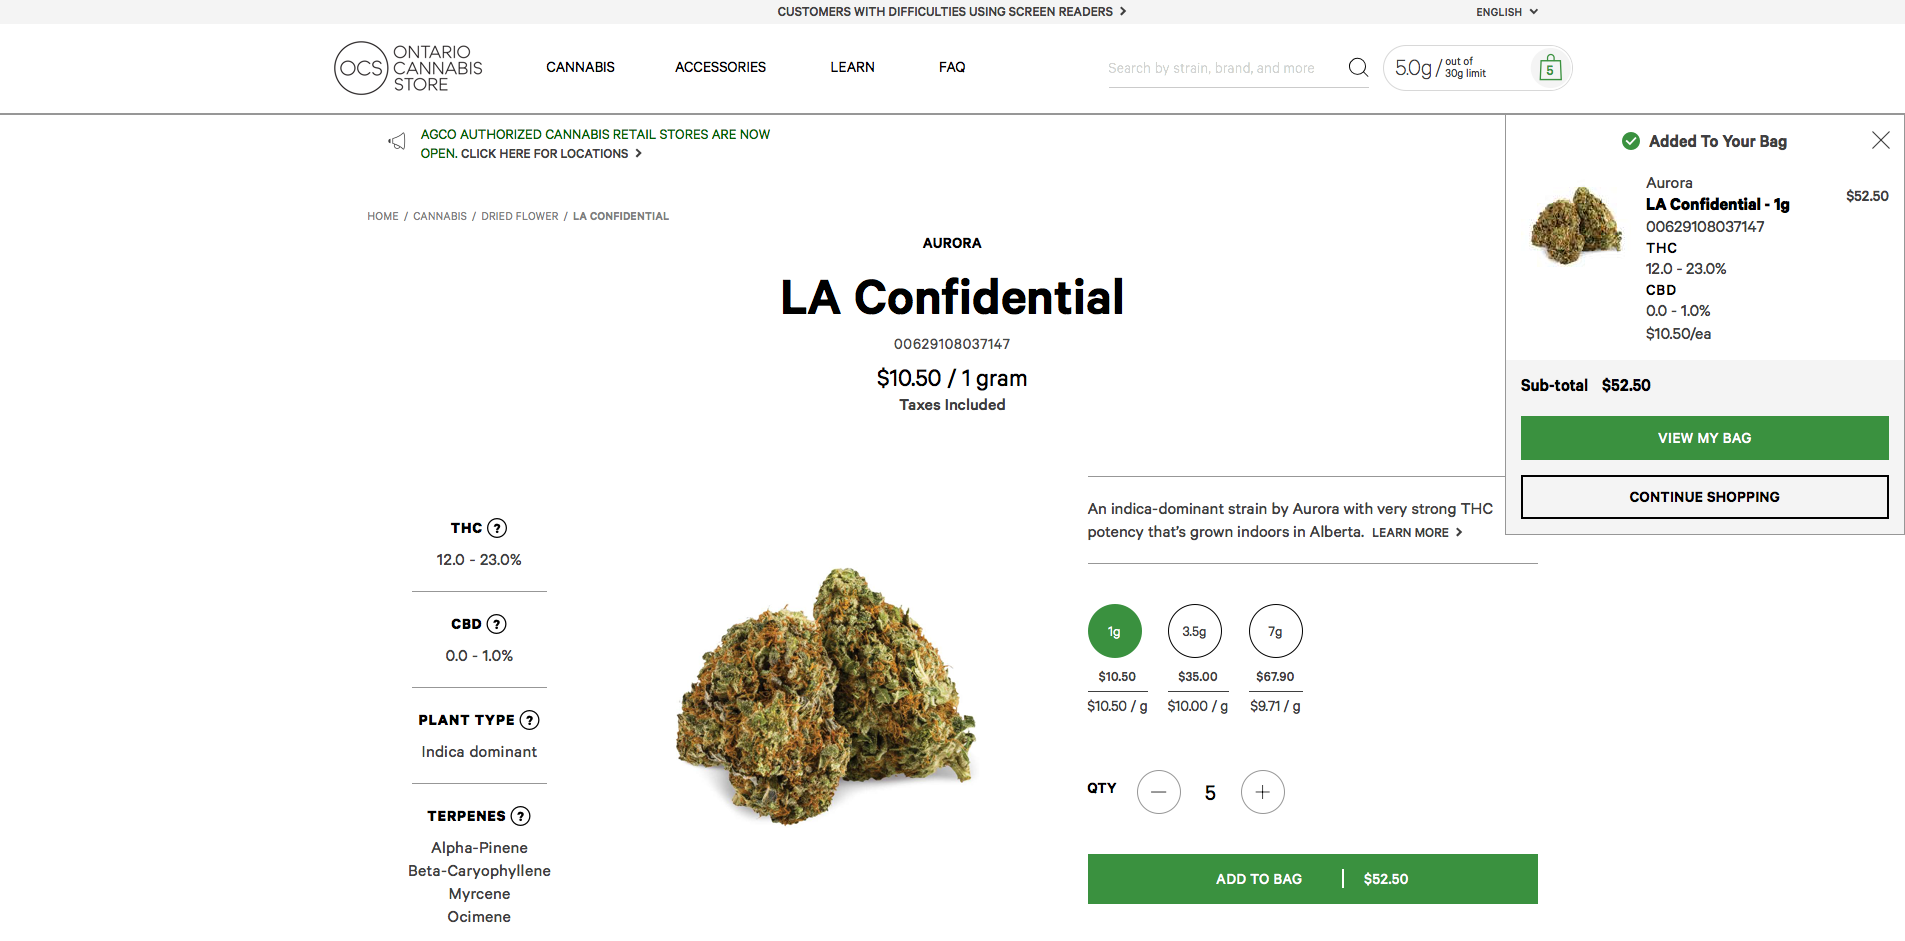 CUSTOMERS WITH DIFFICULTIES USING SCREEN READERS
ENGLISH
OCS
ONTARIO
CANNABIS
STORE
CANNABIS
ACCESSORIES
LEARN
FAQ
Search by strain, brand, and more
5.0g / out of
30g limit
5
AGCO AUTHORIZED CANNABIS RETAIL STORES ARE NOW
OPEN. CLICK HERE FOR LOCATIONS
Added To Your Bag
Aurora
LA Confidential - 1g
$52.50
00629108037147
THC
12.0 - 23.0%
CBD
0.0 - 1.0%
$10.50/ea
Sub-total $52.50
VIEW MY BAG
CONTINUE SHOPPING
HOME / CANNABIS / DRIED FLOWER / LA CONFIDENTIAL
AURORA
LA Confidential
00629108037147
$10.50 / 1 gram
Taxes Included
THC ?
12.0 - 23.0%
CBD ?
0.0 - 1.0%
PLANT TYPE ?
Indica dominant
TERPENES ?
Alpha-Pinene
Beta-Caryophyllene
Myrcene
Ocimene
An indica-dominant strain by Aurora with very strong THC
potency that's grown indoors in Alberta. LEARN MORE
1g 3.5g 7g
$10.50 $35.00 $67.90
$10.50 / g $10.00 / g $9.71 / g
QTY 5
ADD TO BAG | $52.50